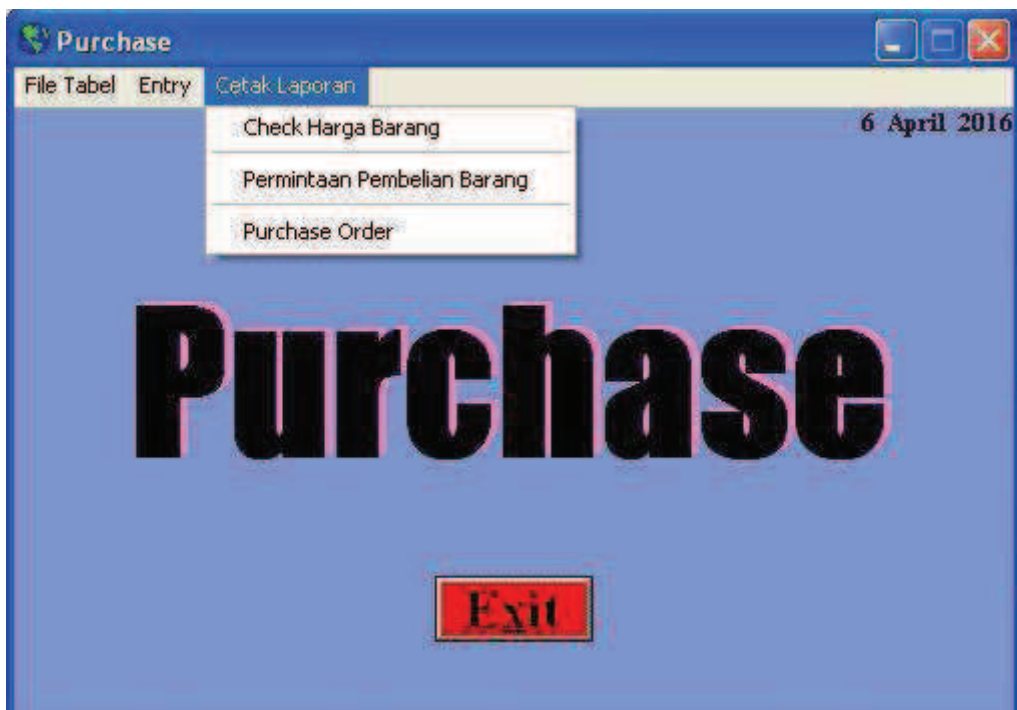 Purchase
File Tabel Entry Cetak Laporan
6 April 2016
Check Harga Barang
Permintaan Pembelian Barang
Purchase Order
Purchase
Exit